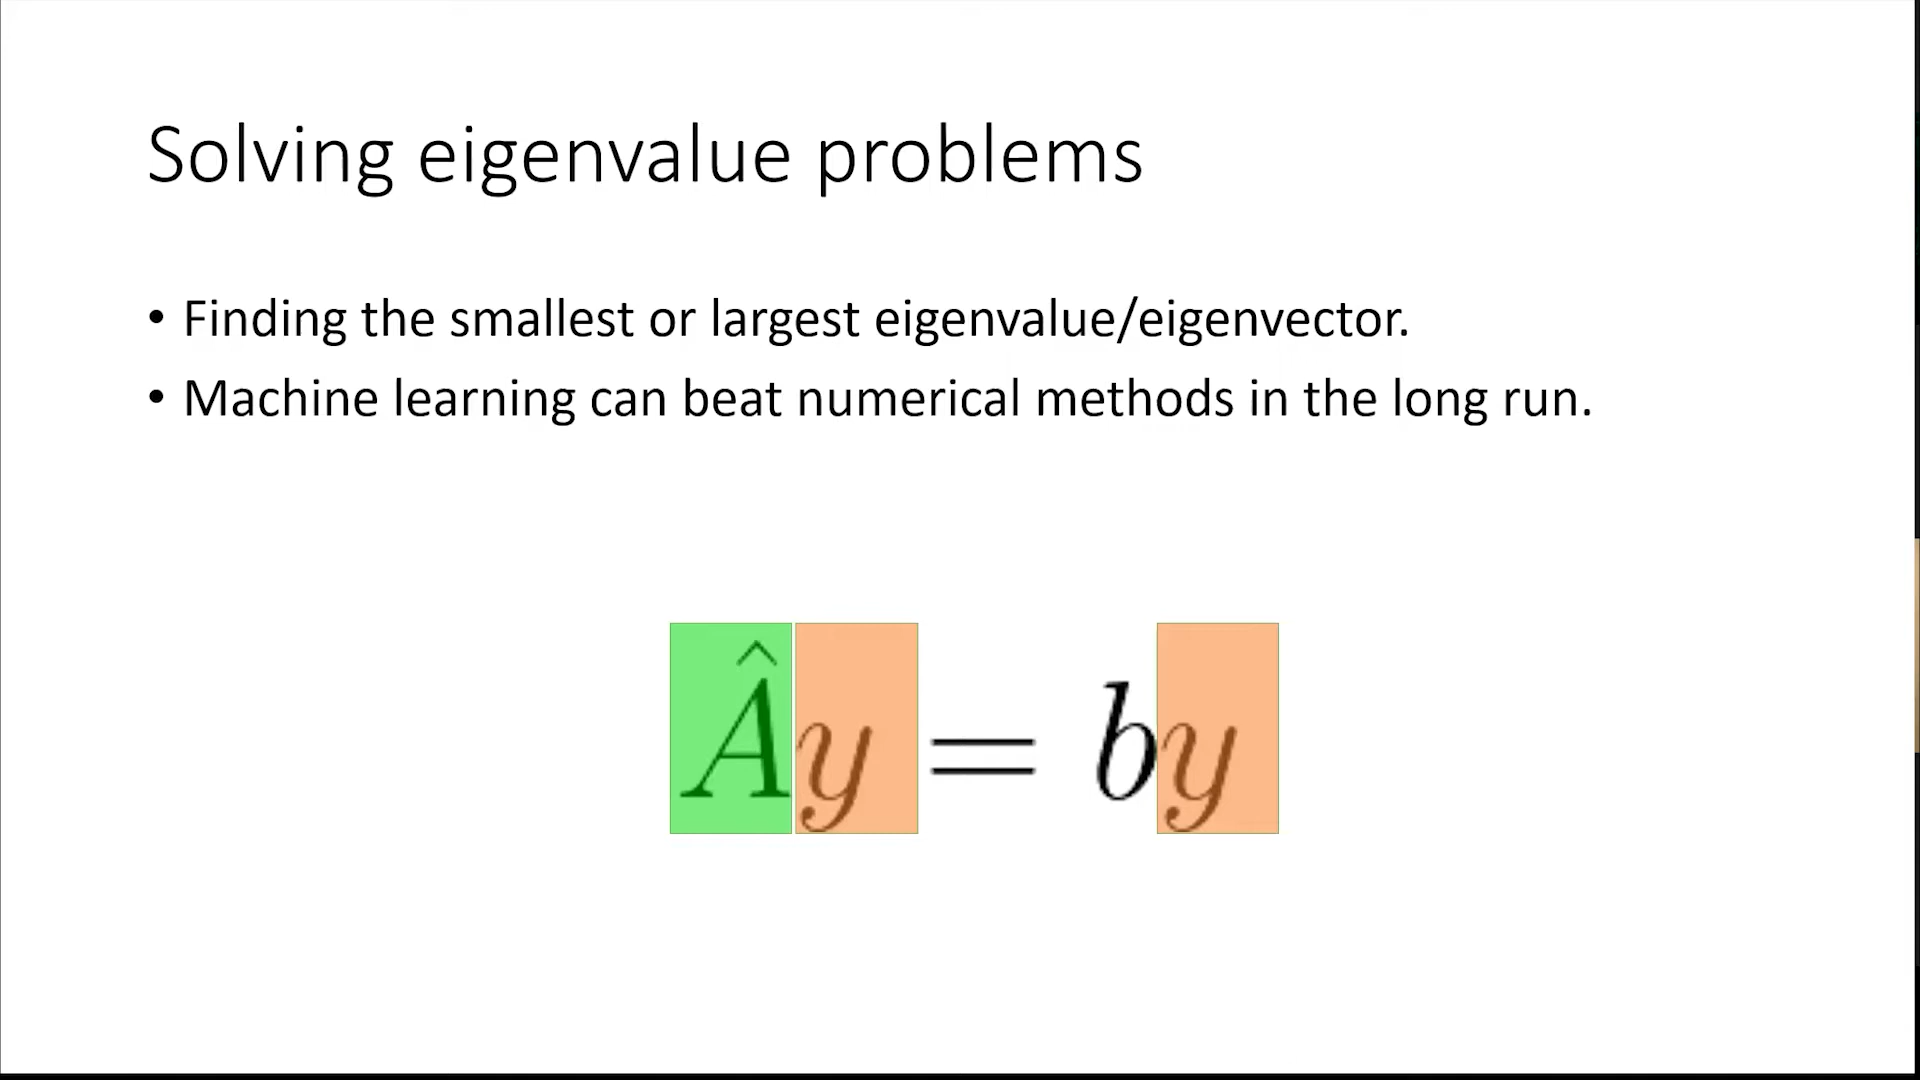 Solving eigenvalue problems
• Finding the smallest or largest eigenvalue/eigenvector.
• Machine learning can beat numerical methods in the long run.
Ây = by